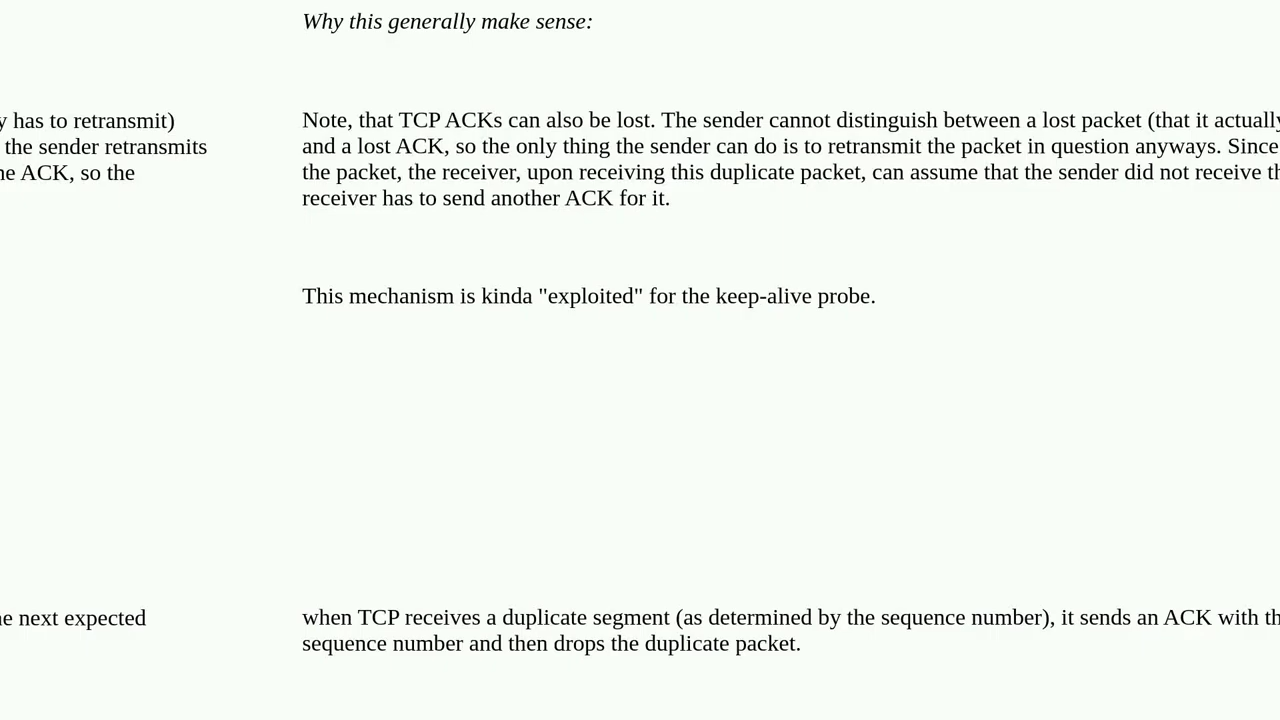 Why this generally make sense:
y has to retransmit)
the sender retransmits
ne ACK, so the
Note, that TCP ACKs can also be lost. The sender cannot distinguish between a lost packet (that it actually
and a lost ACK, so the only thing the sender can do is to retransmit the packet in question anyways. Since
the packet, the receiver, upon receiving this duplicate packet, can assume that the sender did not receive th
receiver has to send another ACK for it.
This mechanism is kinda "exploited" for the keep-alive probe.
ne next expected
when TCP receives a duplicate segment (as determined by the sequence number), it sends an ACK with th
sequence number and then drops the duplicate packet.